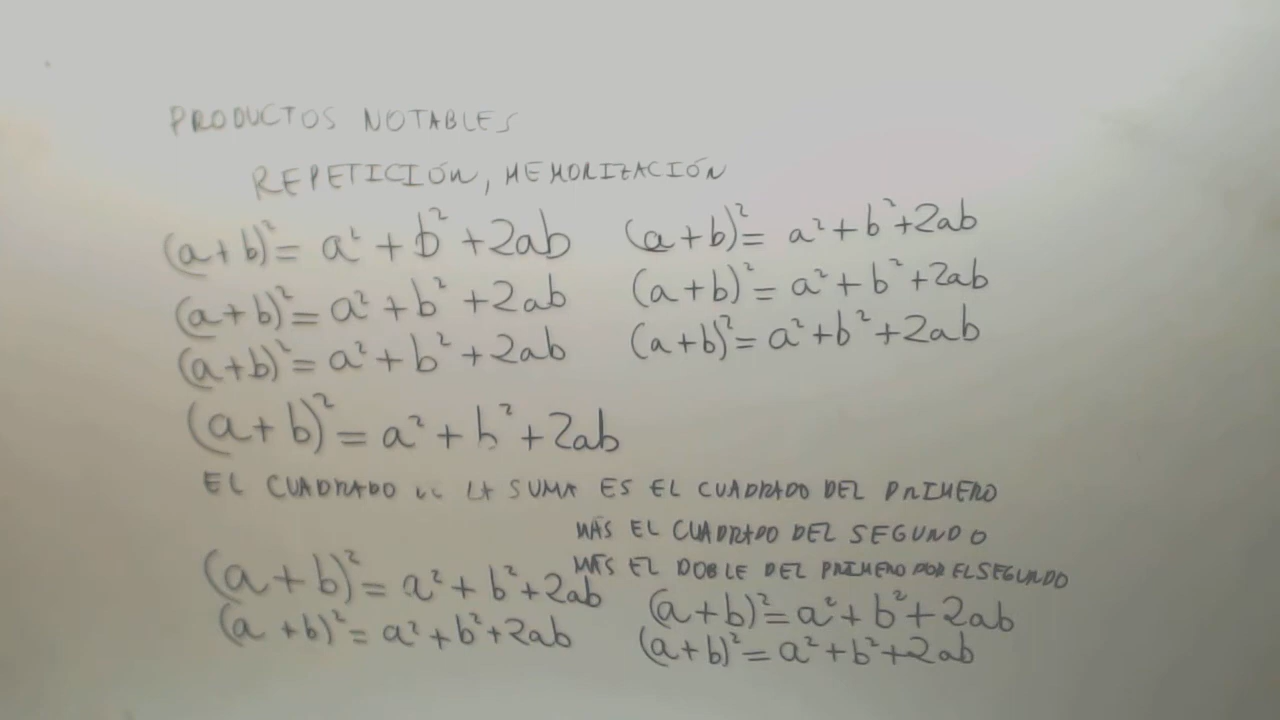 PRODUCTOS NOTABLES
REPETICIÓN, MEMORIZACIÓN
(a+b)²= a² + b² +2ab
(a+b)²= a²+b²+2ab
(a+b)²= a²+b²+2ab
(a+b)²= a²+b²+2ab
(a+b)²= a²+b²+2ab
(a+b)²= a²+b²+2ab
(a+b)²= a²+b²+2ab
EL CUADRADO LA SUMA ES EL CUADRADO DEL PRIMERO
MÁS EL CUADRADO DEL SEGUNDO
MÁS EL DOBLE DEL PRIMERO POR EL SEGUNDO
(a+b)²= a²+b²+2ab
(a+b)²= a²+b²+2ab
(a+b)²= a²+b²+2ab
(a+b)²= a²+b²+2ab